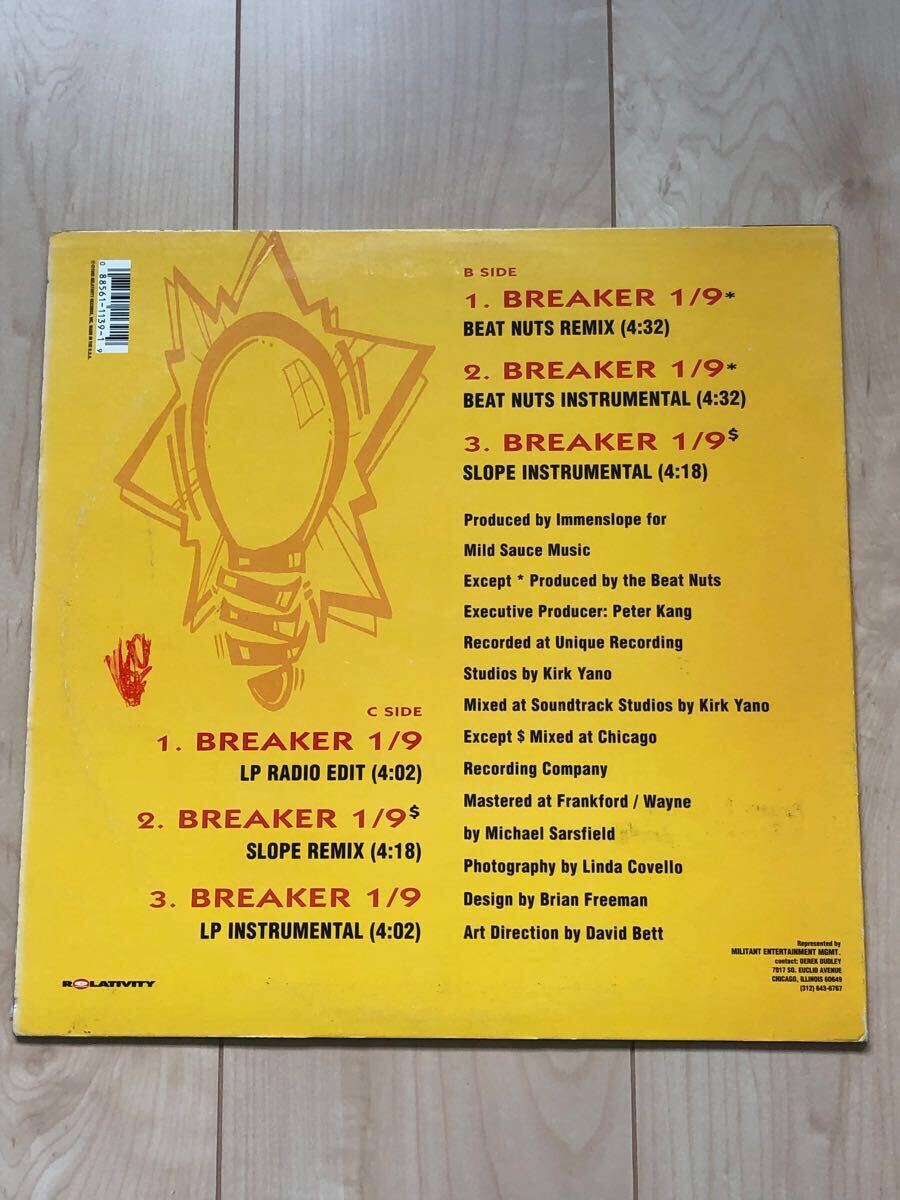 B SIDE
1. BREAKER 1/9*
BEAT NUTS REMIX (4:32)
2. BREAKER 1/9*
BEAT NUTS INSTRUMENTAL (4:32)
3. BREAKER 1/9$
SLOPE INSTRUMENTAL (4:18)
Produced by Immenslope for
Mild Sauce Music
Except * Produced by the Beat Nuts
Executive Producer: Peter Kang
Recorded at Unique Recording
Studios by Kirk Yano
Mixed at Soundtrack Studios by Kirk Yano
Except $ Mixed at Chicago
Recording Company
Mastered at Frankford / Wayne
by Michael Sarsfield
Photography by Linda Covello
Design by Brian Freeman
Art Direction by David Bett
C SIDE
1. BREAKER 1/9
LP RADIO EDIT (4:02)
2. BREAKER 1/9$
SLOPE REMIX (4:18)
3. BREAKER 1/9
LP INSTRUMENTAL (4:02)
RELATIVITY
Represented by
MILITANT ENTERTAINMENT MGMT.
contact: DEREK DUDLEY
7017 SO. EUCLID AVENUE
CHICAGO, ILLINOIS 60649
(312) 643-6767
0 88561-1139-1 9
RELATIVITY RECORDS, INC. MADE IN THE U.S.A.